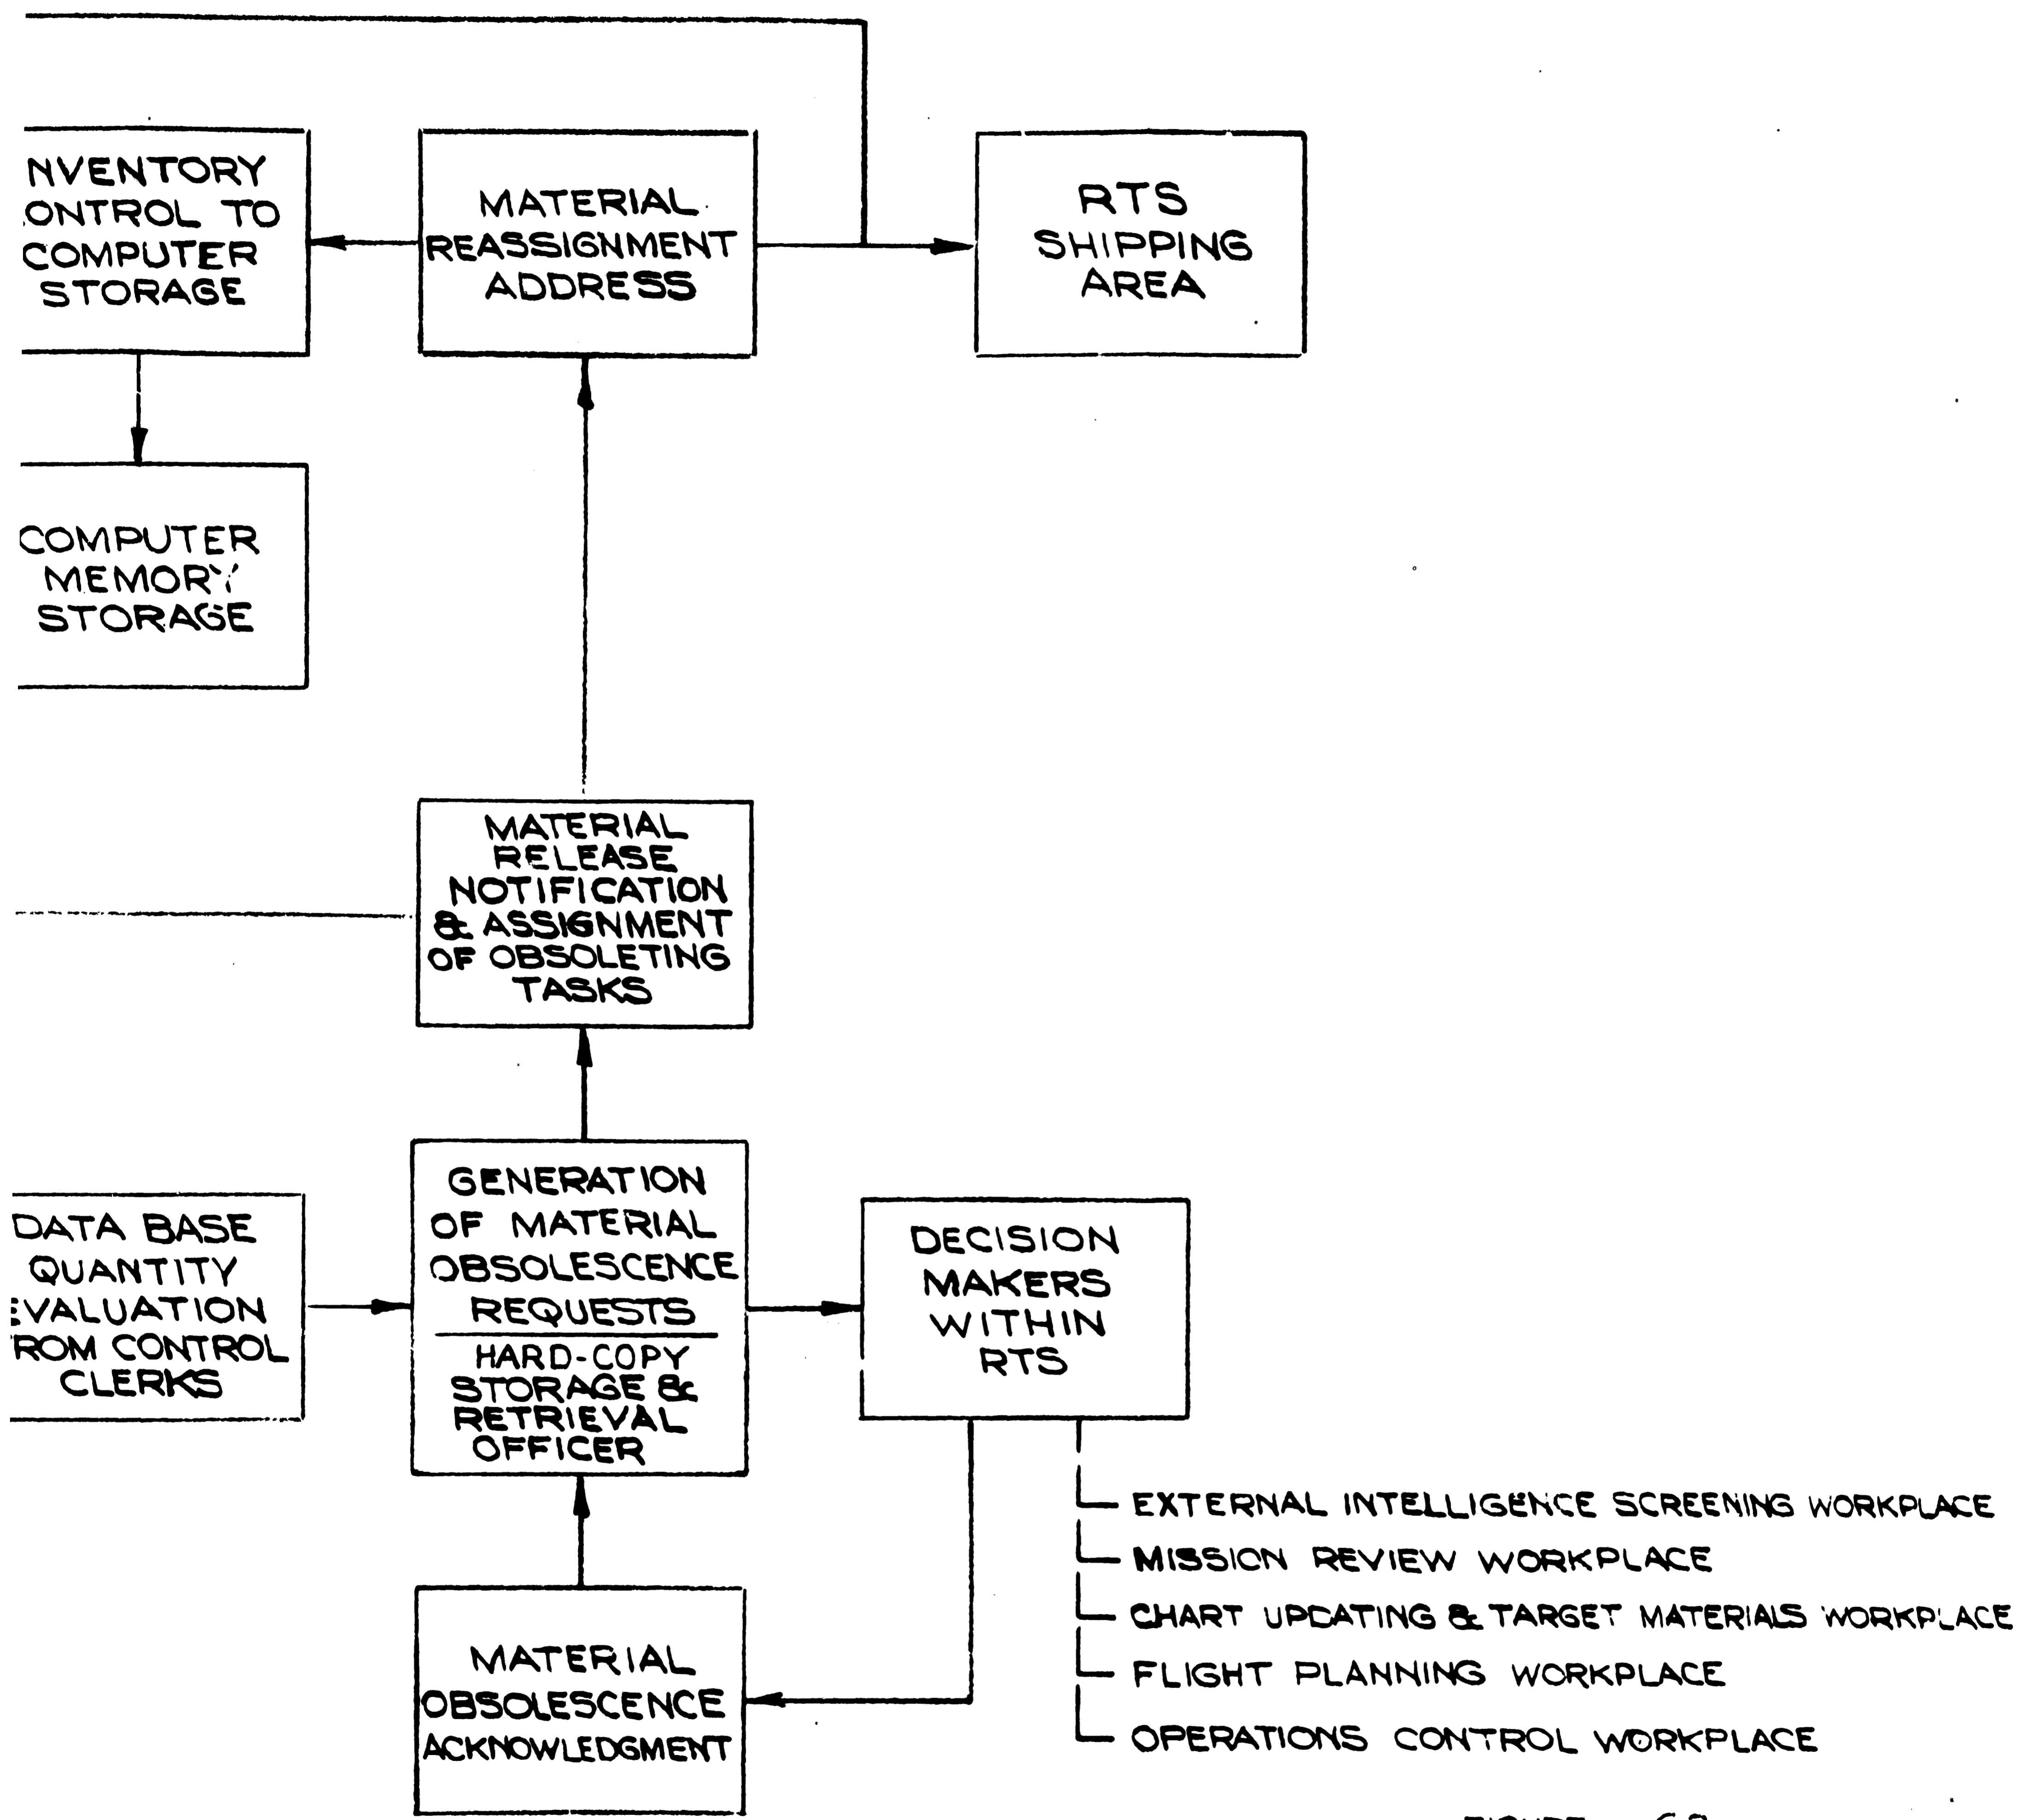 NVENTORY
ONTROL TO
COMPUTER
STORAGE
MATERIAL
REASSIGNMENT
ADDRESS
RTS
SHIPPING
AREA
COMPUTER
MEMORY
STORAGE
MATERIAL
RELEASE
NOTIFICATION
& ASSIGNMENT
OF OBSOLETING
TASKS
DATA BASE
QUANTITY
EVALUATION
ROM CONTROL
CLERKS
GENERATION
OF MATERIAL
OBSOLESCENCE
REQUESTS
HARD-COPY
STORAGE &
RETRIEVAL
OFFICER
DECISION
MAKERS
WITHIN
RTS
EXTERNAL INTELLIGENCE SCREENING WORKPLACE
MISSION REVIEW WORKPLACE
CHART UPDATING & TARGET MATERIALS WORKPLACE
FLIGHT PLANNING WORKPLACE
OPERATIONS CONTROL WORKPLACE
MATERIAL
OBSOLESCENCE
ACKNOWLEDGMENT